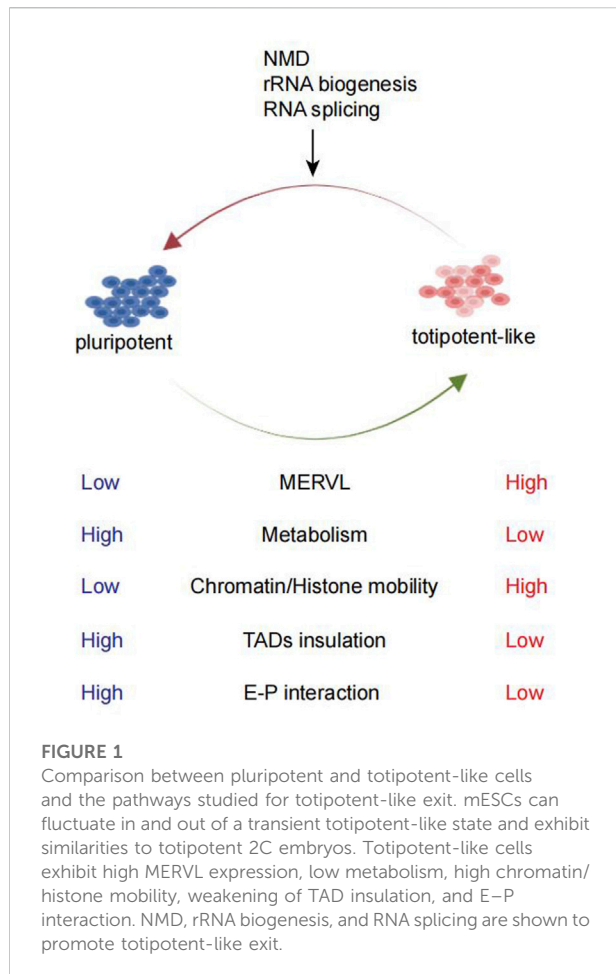 NMD
rRNA biogenesis
RNA splicing
pluripotent
totipotent-like
Low MERVL High
High Metabolism Low
Low Chromatin/Histone mobility High
High TADs insulation Low
High E-P interaction Low
FIGURE 1
Comparison between pluripotent and totipotent-like cells
and the pathways studied for totipotent-like exit. mESCs can
fluctuate in and out of a transient totipotent-like state and exhibit
similarities to totipotent 2C embryos. Totipotent-like cells
exhibit high MERVL expression, low metabolism, high chromatin/
histone mobility, weakening of TAD insulation, and E–P
interaction. NMD, rRNA biogenesis, and RNA splicing are shown to
promote totipotent-like exit.